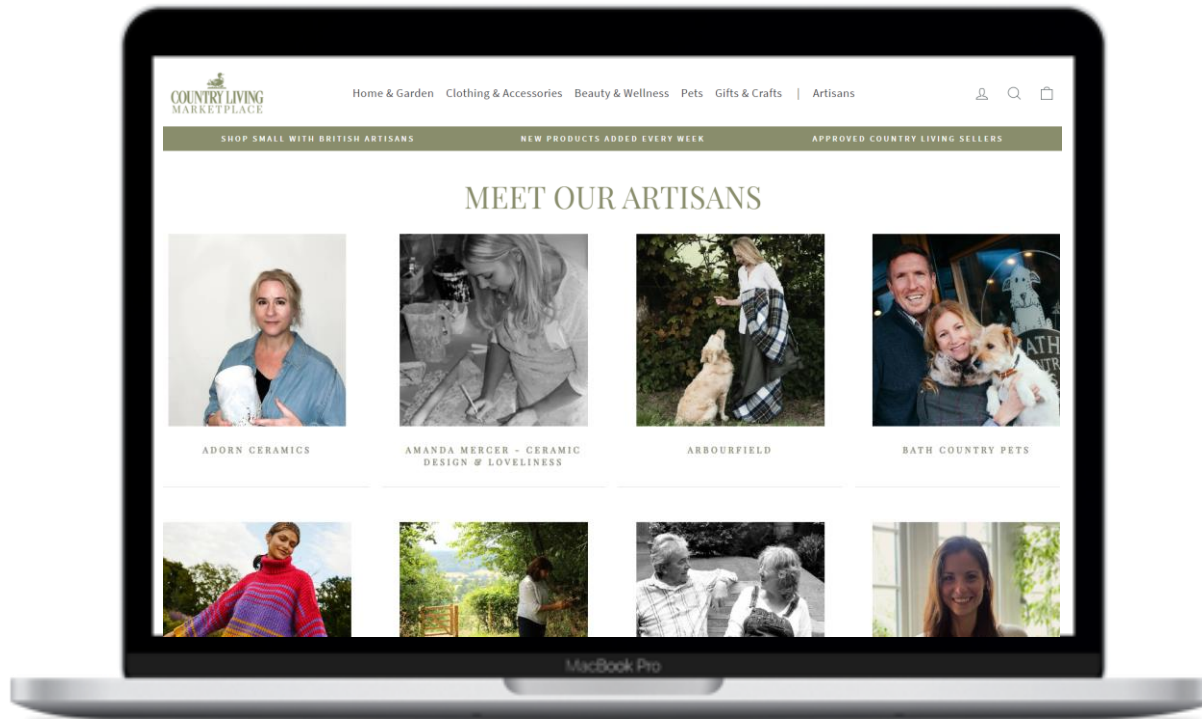 COUNTRY LIVING
MARKETPLACE
Home & Garden Clothing & Accessories Beauty & Wellness Pets Gifts & Crafts | Artisans
SHOP SMALL WITH BRITISH ARTISANS NEW PRODUCTS ADDED EVERY WEEK APPROVED COUNTRY LIVING SELLERS
MEET OUR ARTISANS
ADORN CERAMICS
AMANDA MERCER - CERAMIC
DESIGN & LOVELINESS
ARBOURFIELD
BATH COUNTRY PETS
MacBook Pro